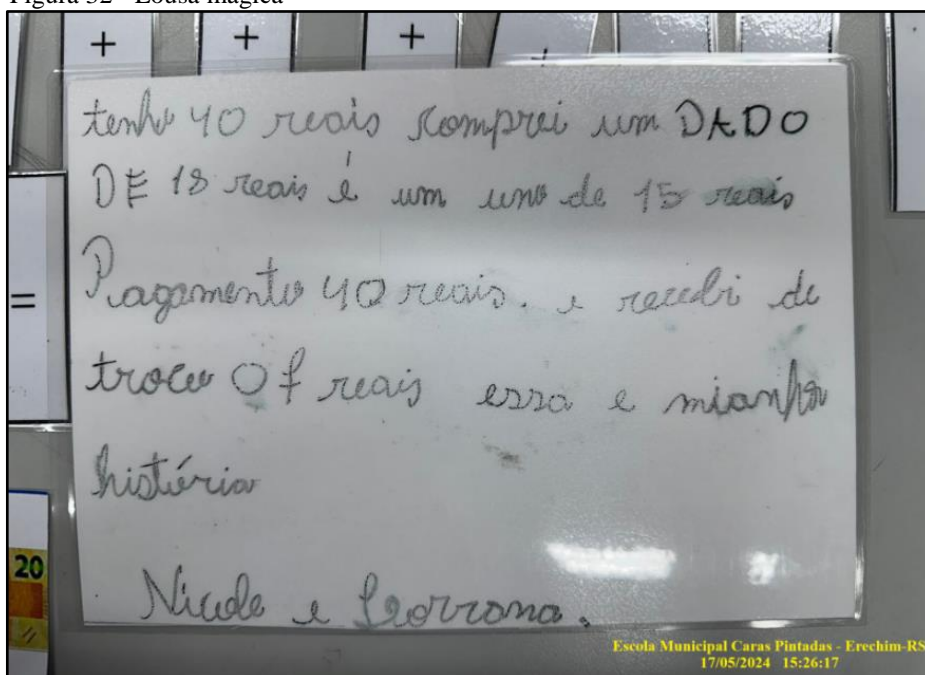 Figura 32 - Lousa mágica
+ + +
tenho 40 reais comprei um DADO
DE 18 reais é um uno de 15 reais
=
Pagamento 40 reais. e recebi de
troco 07 reais essa e mianha
história
20
Nicole e
Escola Municipal Caras Pintadas - Erechim-RS
17/05/2024 15:26:17